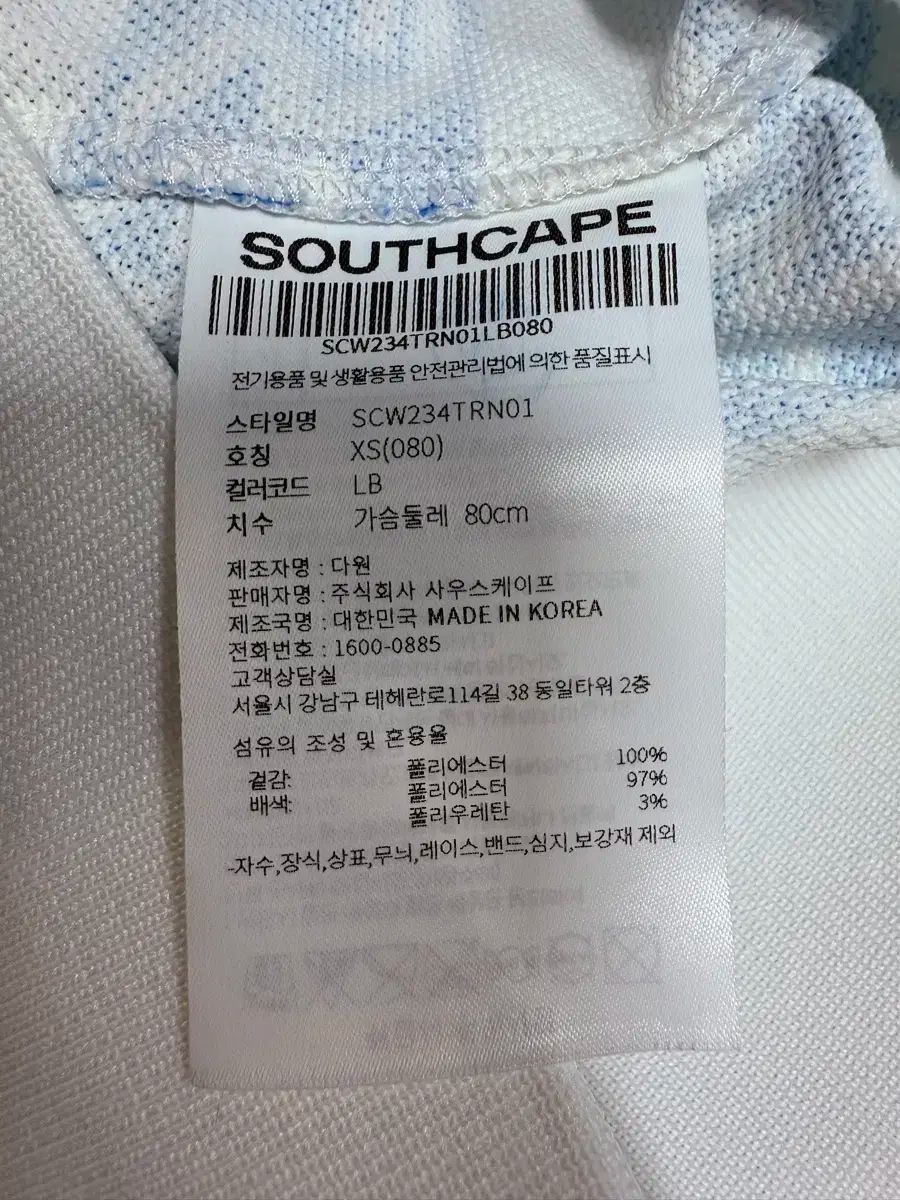 SOUTHCAPE
SCW234TRN01LB080
전기용품 및 생활용품 안전관리법에 의한 품질표시
스타일명 SCW234TRN01
호칭 XS(080)
컬러코드 LB
치수 가슴둘레 80cm
제조자명 : 다원
판매자명 : 주식회사 사우스케이프
제조국명 : 대한민국 MADE IN KOREA
전화번호 : 1600-0885
고객상담실
서울시 강남구 테헤란로114길 38 동일타워 2층
섬유의 조성 및 혼용율
겉감: 폴리에스터 100%
배색: 폴리에스터 97%
폴리우레탄 3%
-자수,장식,상표,무늬,레이스,밴드,심지,보강재 제외